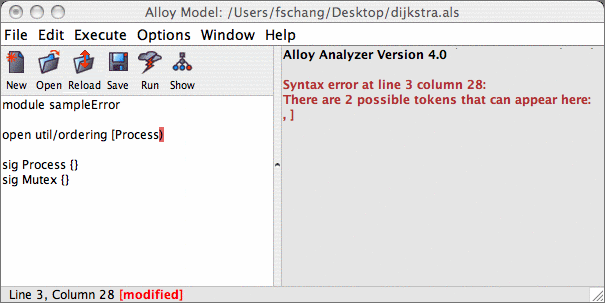 Alloy Model: /Users/fschang/Desktop/dijkstra.als
File Edit Execute Options Window Help
New Open Reload Save Run Show
module sampleError
open util/ordering [Process)
sig Process {}
sig Mutex {}
Alloy Analyzer Version 4.0
Syntax error at line 3 column 28:
There are 2 possible tokens that can appear here:
, ]
Line 3, Column 28 [modified]